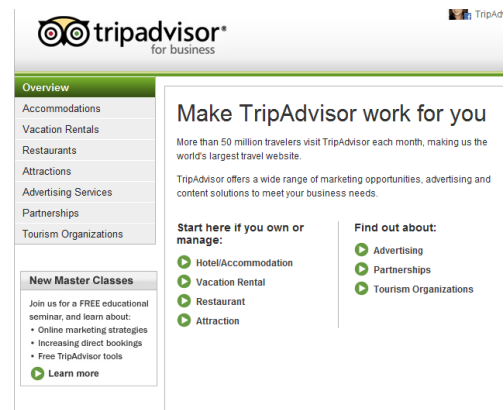 TripAdv
tripadvisor®
for business
Overview
Accommodations
Vacation Rentals
Restaurants
Attractions
Advertising Services
Partnerships
Tourism Organizations
New Master Classes
Join us for a FREE educational
seminar, and learn about:
• Online marketing strategies
• Increasing direct bookings
• Free TripAdvisor tools
Learn more
Make TripAdvisor work for you
More than 50 million travelers visit TripAdvisor each month, making us the
world's largest travel website.
TripAdvisor offers a wide range of marketing opportunities, advertising and
content solutions to meet your business needs.
Start here if you own or
manage:
Hotel/Accommodation
Vacation Rental
Restaurant
Attraction
Find out about:
Advertising
Partnerships
Tourism Organizations